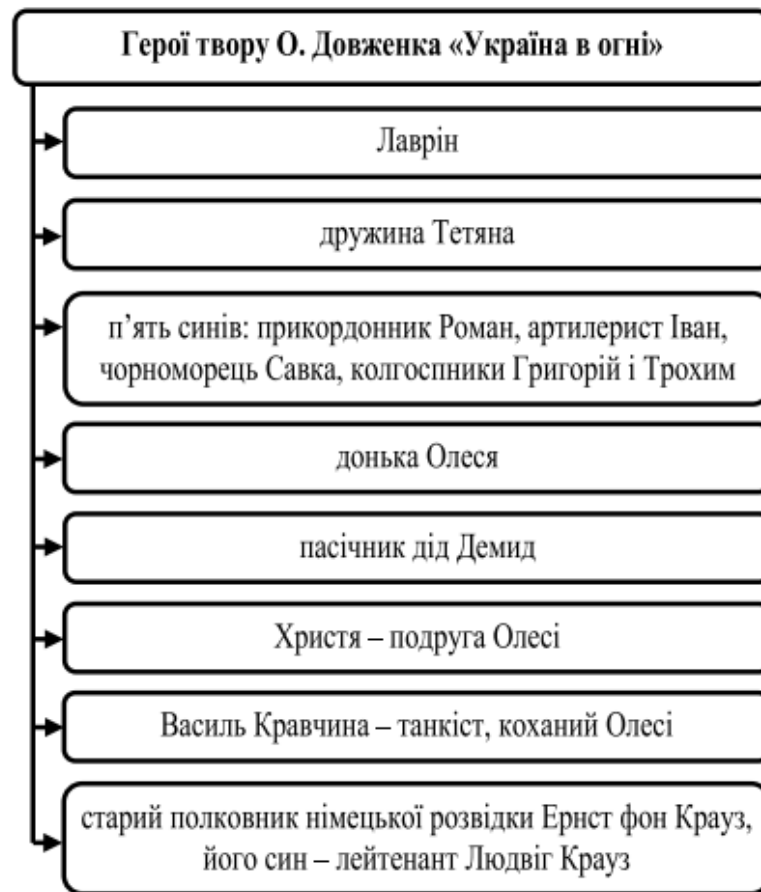 Герої твору О. Довженка «Україна в огні»
Лаврін
дружина Тетяна
п’ять синів: прикордонник Роман, артилерист Іван,
чорноморець Савка, колгоспники Григорій і Трохим
донька Олеся
пасічник дід Демид
Христя – подруга Олесі
Василь Кравчина – танкіст, коханий Олесі
старий полковник німецької розвідки Ернст фон Крауз,
його син – лейтенант Людвіг Крауз